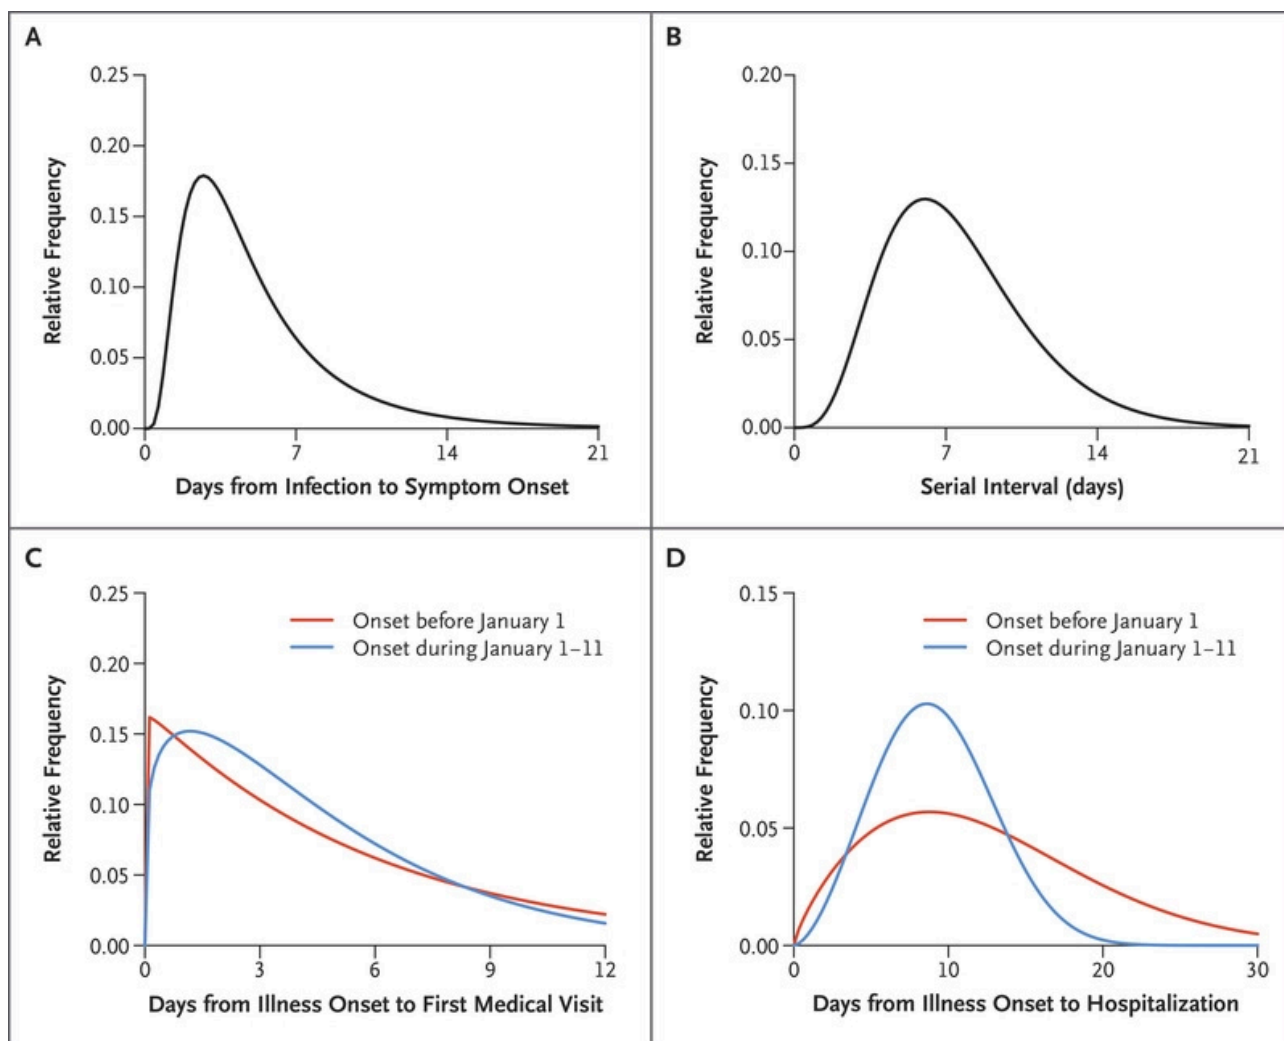 A
0.25
0.20
0.15
0.10
0.05
0.00
0 7 14 21
Relative Frequency
Days from Infection to Symptom Onset
B
0.20
0.15
0.10
0.05
0.00
0 7 14 21
Relative Frequency
Serial Interval (days)
C
0.25
0.20
0.15
0.10
0.05
0.00
0 3 6 9 12
Relative Frequency
Onset before January 1
Onset during January 1–11
Days from Illness Onset to First Medical Visit
D
0.15
0.10
0.05
0.00
0 10 20 30
Relative Frequency
Onset before January 1
Onset during January 1–11
Days from Illness Onset to Hospitalization